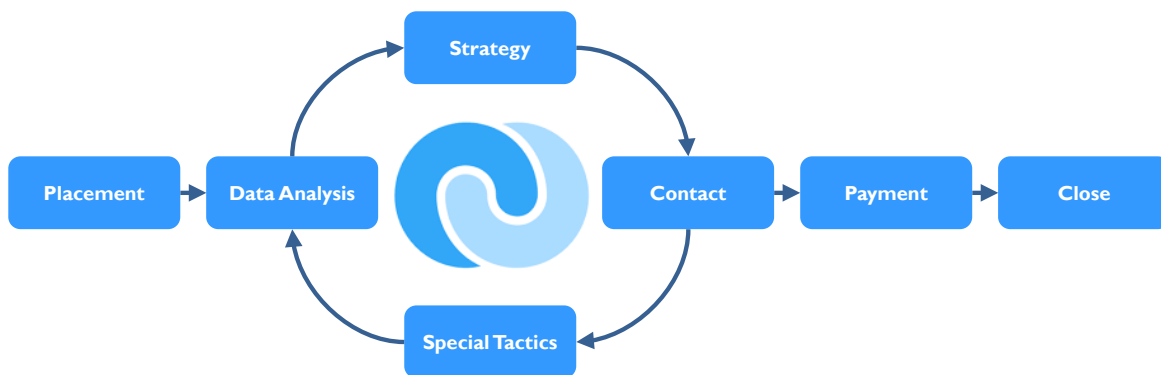 Strategy
Placement
Data Analysis
Contact
Payment
Close
Special Tactics